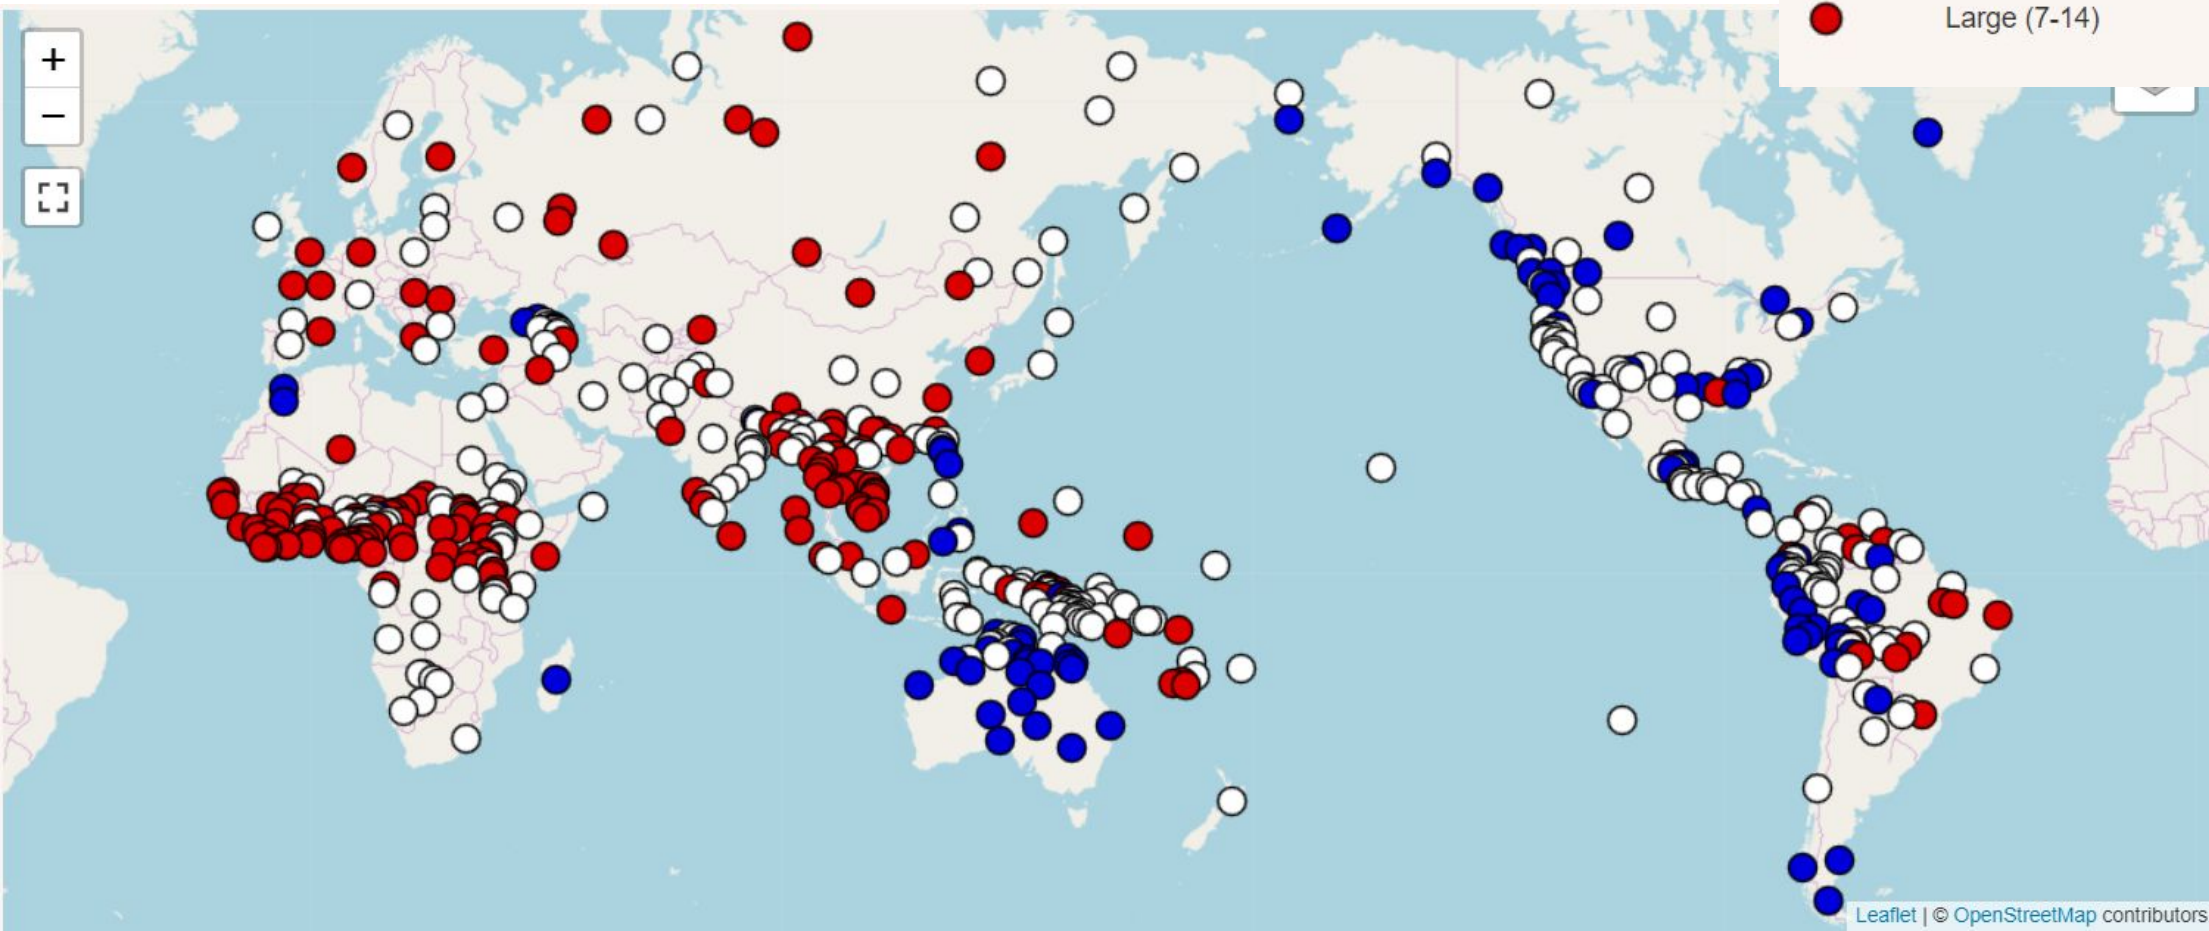 Large (7-14)
+
−
Leaflet | © OpenStreetMap contributors